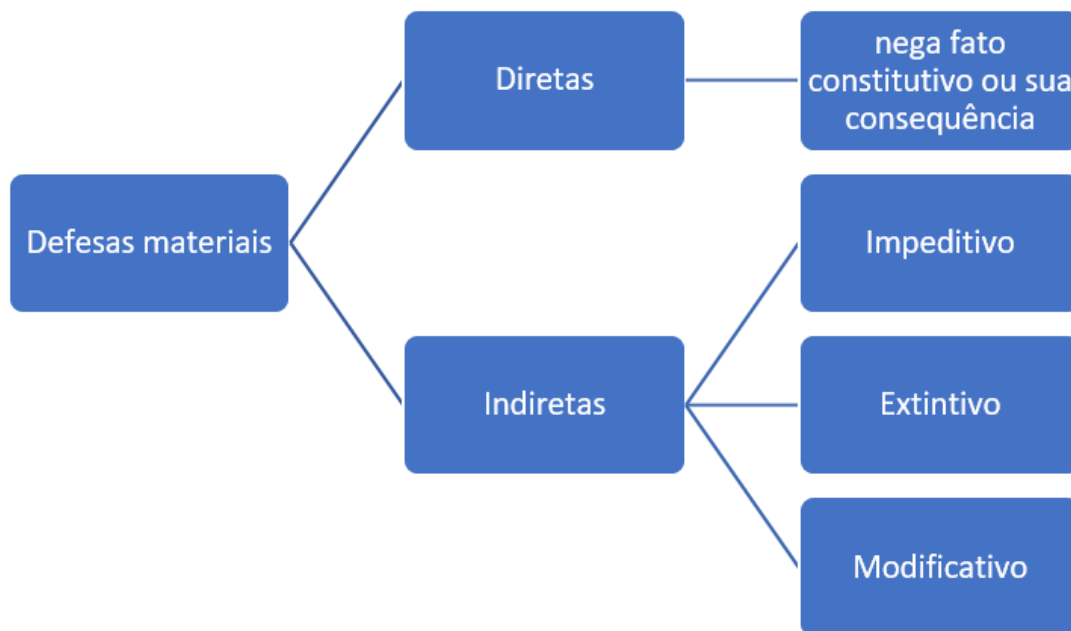 Defesas materiais
Diretas
nega fato
constitutivo ou sua
consequência
Indiretas
Impeditivo
Extintivo
Modificativo